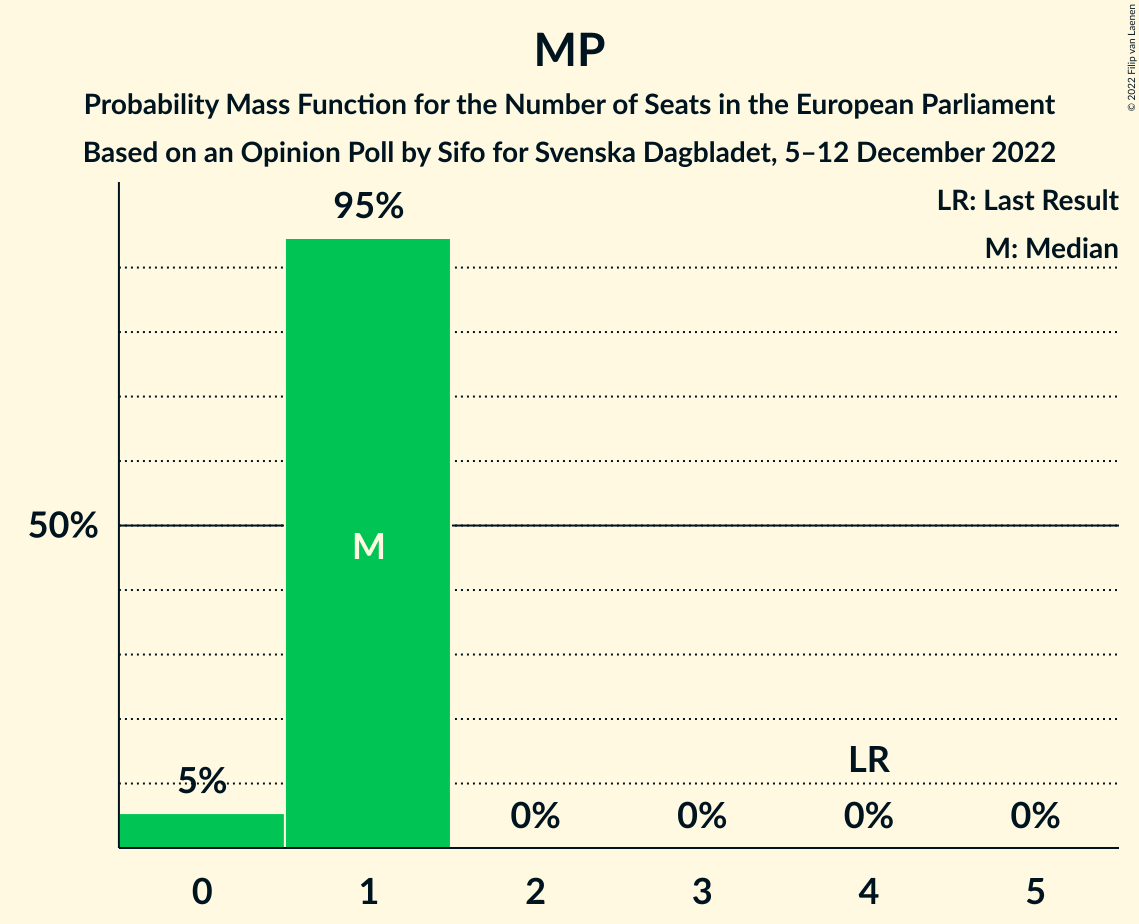 MP
Probability Mass Function for the Number of Seats in the European Parliament
Based on an Opinion Poll by Sifo for Svenska Dagbladet, 5–12 December 2022
© 2022 Filip van Laenen
LR: Last Result
M: Median
95%
50%
M
5%
LR
0%
0%
0%
0%
0 1 2 3 4 5